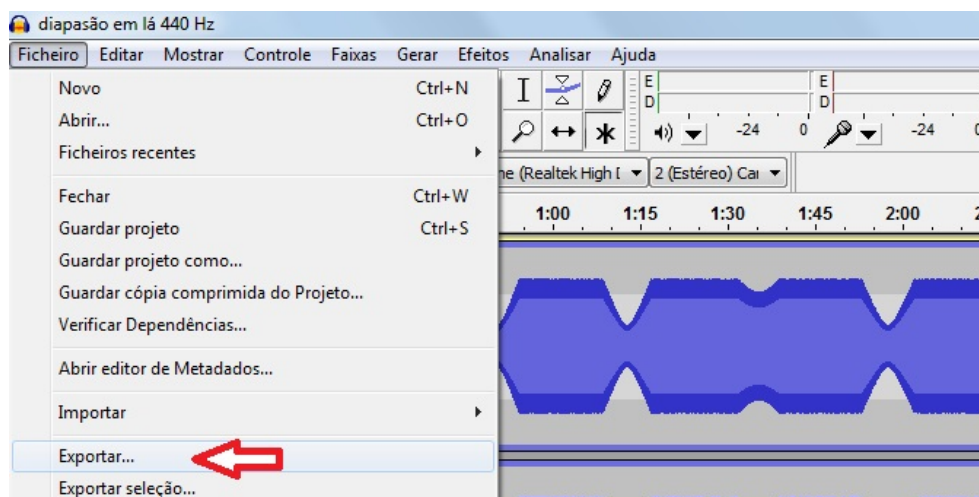 diapasão em lá 440 Hz
Ficheiro Editar Mostrar Controle Faixas Gerar Efeitos Analisar Ajuda
Novo Ctrl+N
Abrir... Ctrl+O
Ficheiros recentes
Fechar Ctrl+W
Guardar projeto Ctrl+S
Guardar projeto como...
Guardar cópia comprimida do Projeto...
Verificar Dependências...
Abrir editor de Metadados...
Importar
Exportar...
Exportar seleção...
E E
D D
-24 0 -24 0
(Realtek High 2 (Estéreo)
1:00 1:15 1:30 1:45 2:00